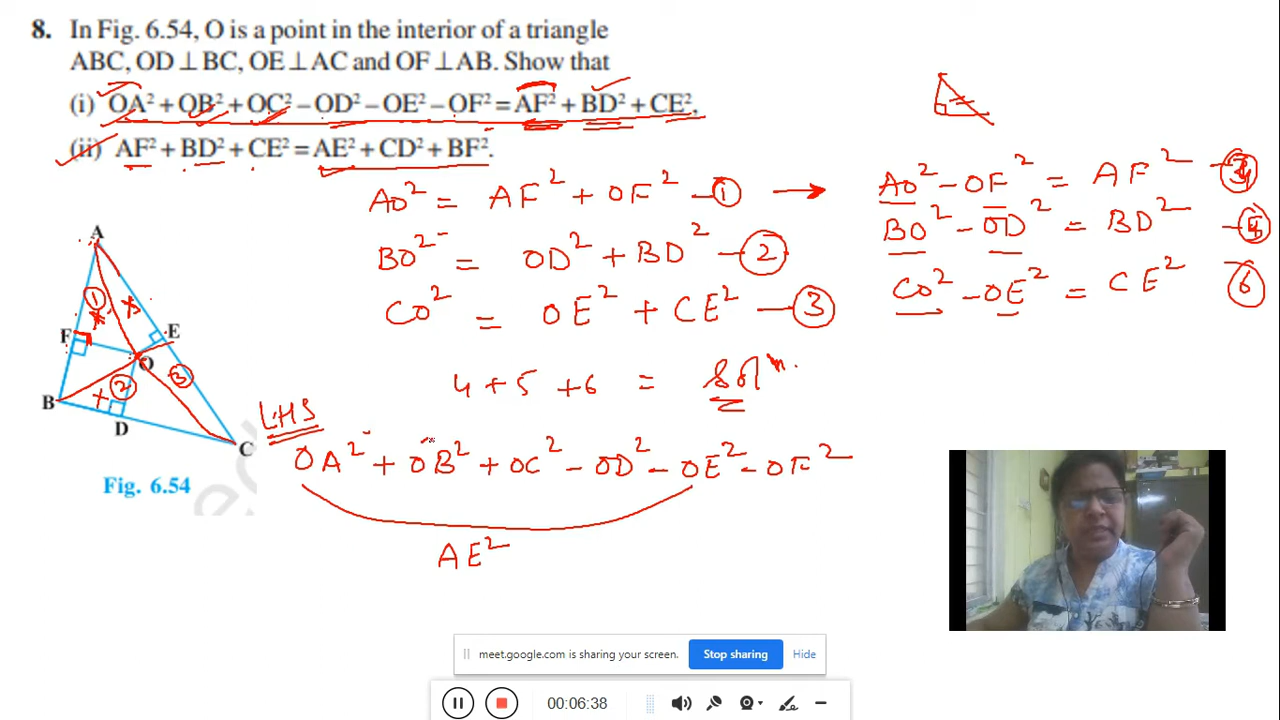 8. In Fig. 6.54, O is a point in the interior of a triangle
ABC, OD ⊥ BC, OE ⊥ AC and OF ⊥ AB. Show that
(i) OA² + OB² + OC² – OD² – OE² – OF² = AF² + BD² + CE²,
(ii) AF² + BD² + CE² = AE² + CD² + BF².
AO² = AF² + OF² – ①
BO² = OD² + BD² – ②
CO² = OE² + CE² – ③
→ AO² – OF² = AF² –
BO² – OD² = BD² –
CO² – OE² = CE² ⑥
4 + 5 + 6 = solⁿ.
A
①
F
E
O
②
③
B
D
C
Fig. 6.54
LHS
OA² + OB² + OC² – OD² – OE² – OF²
AE²
meet.google.com is sharing your screen.
Stop sharing
Hide
00:06:38